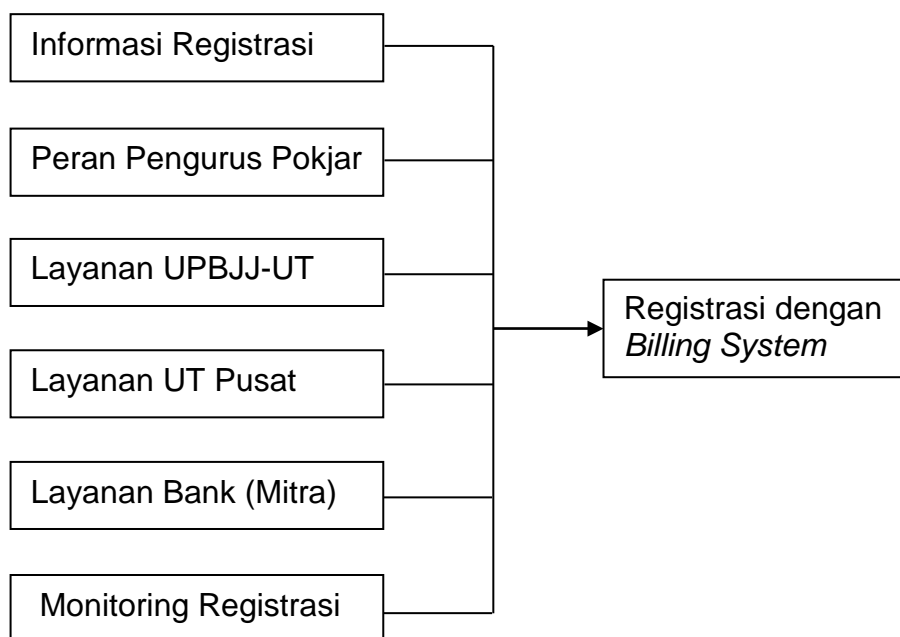 Informasi Registrasi
Peran Pengurus Pokjar
Layanan UPBJJ-UT
Layanan UT Pusat
Layanan Bank (Mitra)
Monitoring Registrasi
Registrasi dengan
Billing System